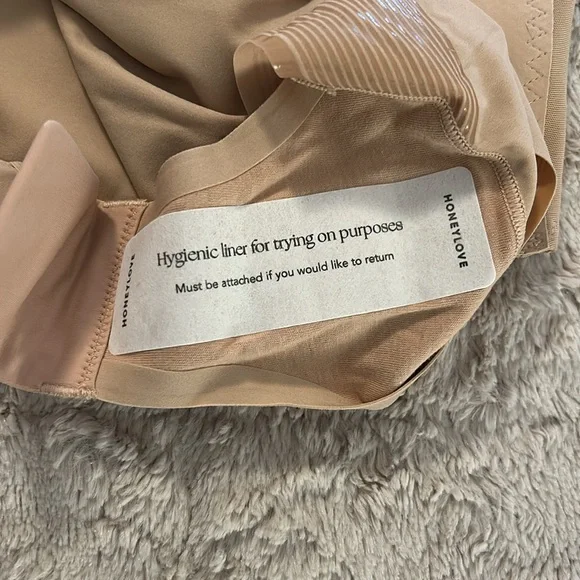 HONEYLOVE
Hygienic liner for trying on purposes
Must be attached if you would like to return
HONEYLOVE